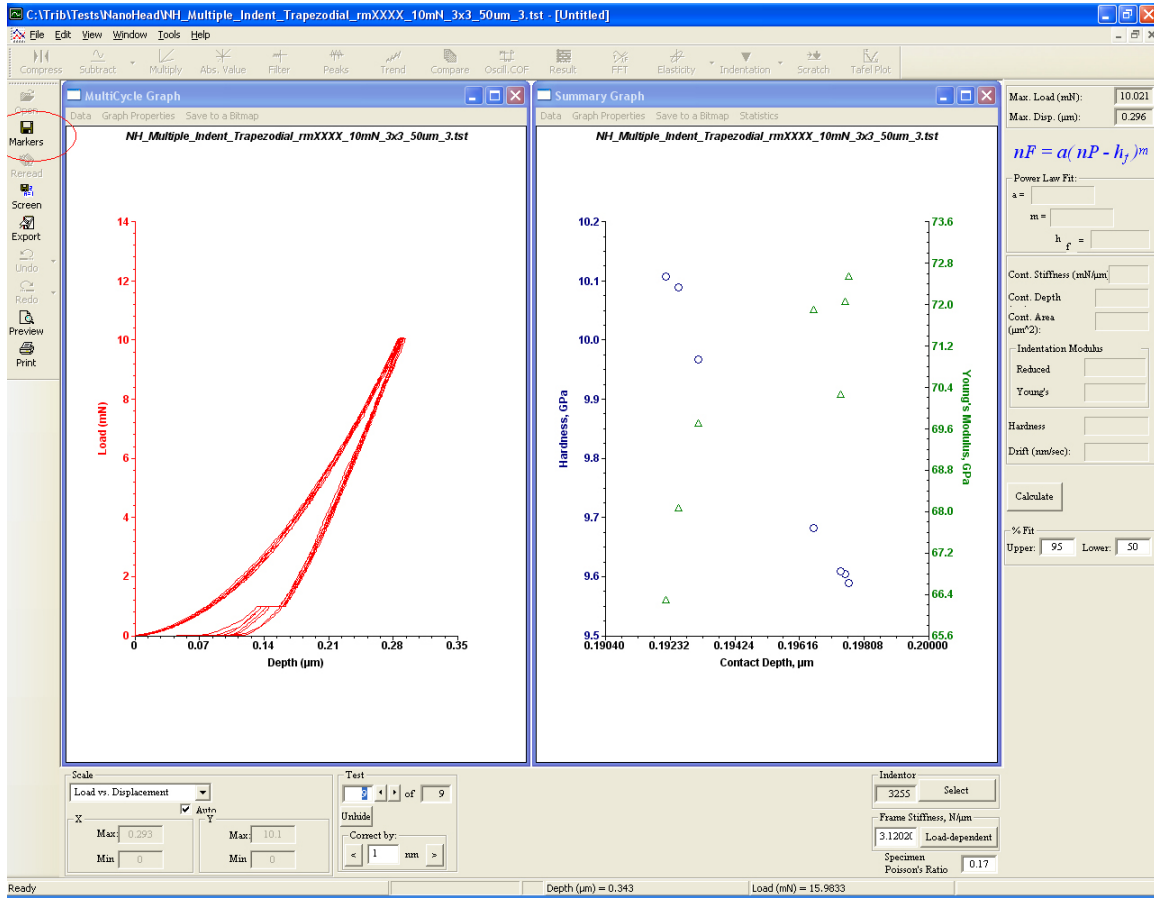 C:\Trib\Tests\NanoHead\NH_Multiple_Indent_Trapezodial_rmXXXX_10mN_3x3_50um_3.tst - [Untitled]
File Edit View Window Tools Help
Compress Subtract Multiply Abs. Value Filter Peaks Trend Compare Oscill.COF Result FFT Elasticity Indentation Scratch Tafel Plot
Open
Markers
Reread
Screen
Export
Undo
Redo
Preview
Print
MultiCycle Graph
Data Graph Properties Save to a Bitmap
NH_Multiple_Indent_Trapezodial_rmXXXX_10mN_3x3_50um_3.tst
14
12
10
8
6
4
2
0
Load (mN)
0 0.07 0.14 0.21 0.28 0.35
Depth (µm)
Summary Graph
Data Graph Properties Save to a Bitmap Statistics
NH_Multiple_Indent_Trapezodial_rmXXXX_10mN_3x3_50um_3.tst
10.2
10.1
10.0
9.9
9.8
9.7
9.6
9.5
Hardness, GPa
73.6
72.8
72.0
71.2
70.4
69.6
68.8
68.0
67.2
66.4
65.6
Young's Modulus, GPa
0.19040 0.19232 0.19424 0.19616 0.19808 0.20000
Contact Depth, µm
Max. Load (mN): 10.021
Max. Disp. (µm): 0.296
nF = a( nP - hf )m
Power Law Fit:
a =
m =
h f =
Cont. Stiffness (mN/µm)
Cont. Depth
Cont. Area
(µm^2):
Indentation Modulus
Reduced
Young's
Hardness
Drift (nm/sec):
Calculate
% Fit
Upper: 95 Lower: 50
Scale
Load vs. Displacement
Auto
X
Max: 0.293
Min 0
Y
Max: 10.1
Min 0
Test
9 of 9
Unhide
Correct by:
< 1 nm >
Indentor
3255 Select
Frame Stiffness, N/µm
3.1202 Load-dependent
Specimen
Poisson's Ratio 0.17
Ready Depth (µm) = 0.343 Load (mN) = 15.9833